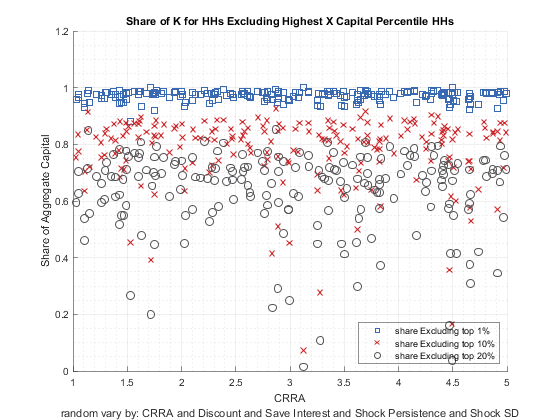 Share of K for HHs Excluding Highest X Capital Percentile HHs
1.2
1
0.8
0.6
0.4
0.2
0
Share of Aggregate Capital
share Excluding top 1%
share Excluding top 10%
share Excluding top 20%
1 1.5 2 2.5 3 3.5 4 4.5 5
CRRA
random vary by: CRRA and Discount and Save Interest and Shock Persistence and Shock SD